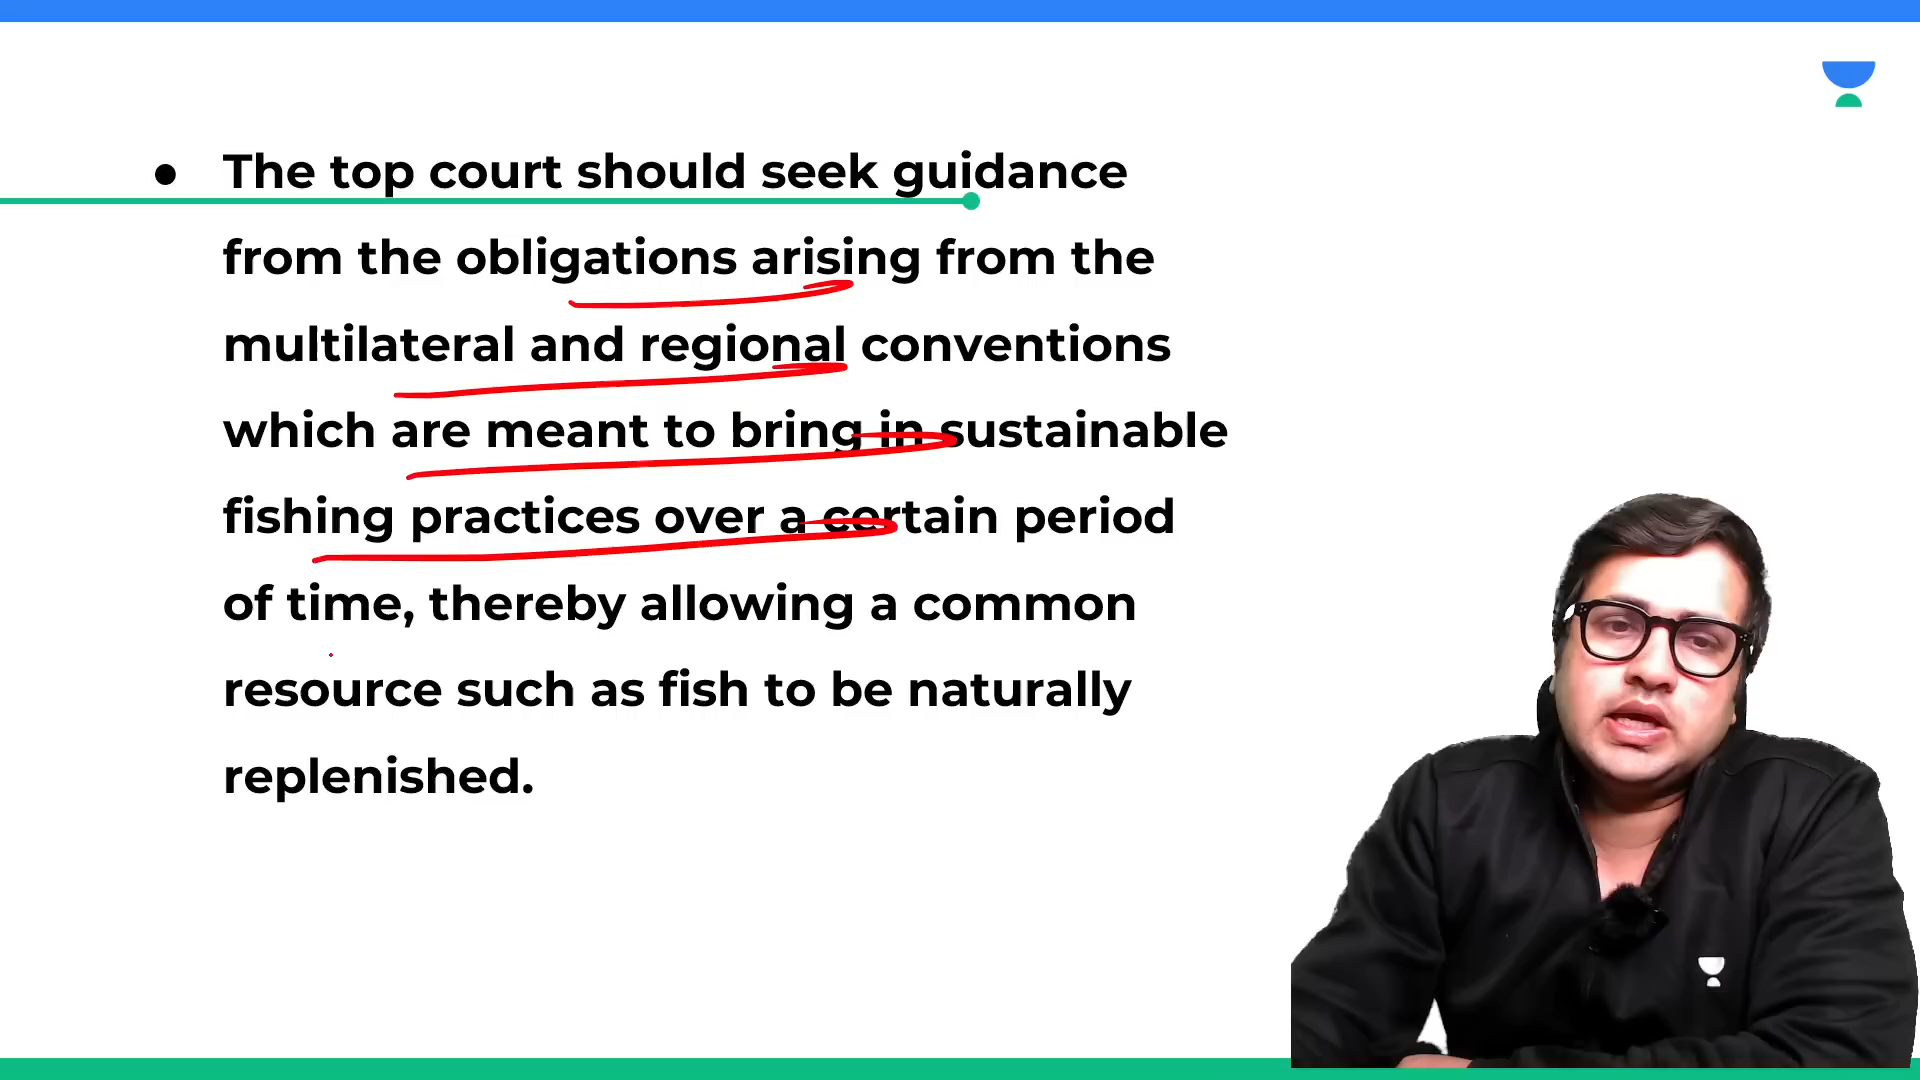 ● The top court should seek guidance
from the obligations arising from the
multilateral and regional conventions
which are meant to bring in sustainable
fishing practices over a certain period
of time, thereby allowing a common
resource such as fish to be naturally
replenished.